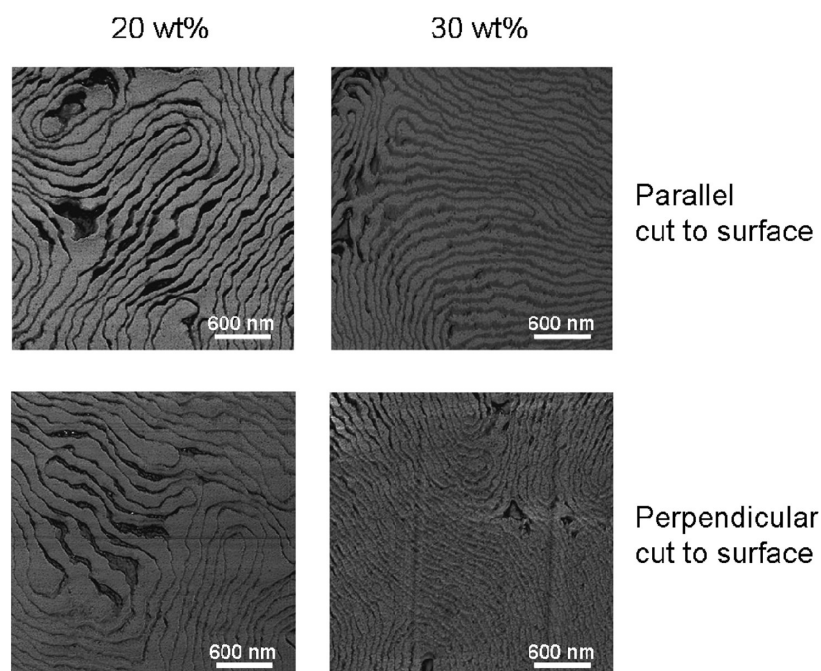 20 wt%
30 wt%
600 nm
600 nm
Parallel
cut to surface
600 nm
600 nm
Perpendicular
cut to surface